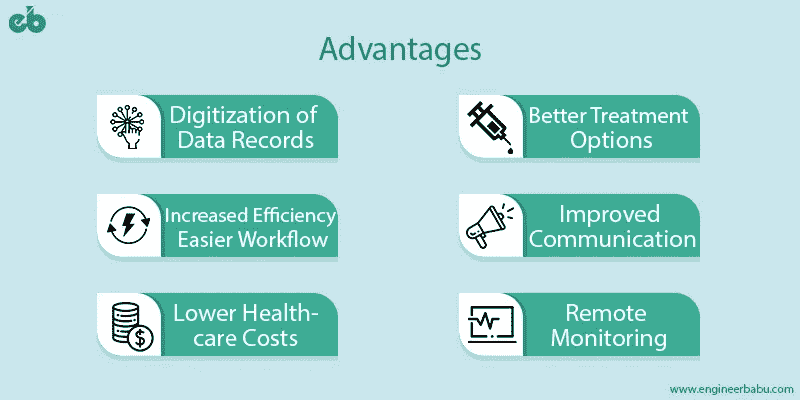 eb
Advantages
Digitization of
Data Records
Better Treatment
Options
Increased Efficiency
Easier Workflow
Improved
Communication
Lower Health-
care Costs
$
Remote
Monitoring
www.engineerbabu.com